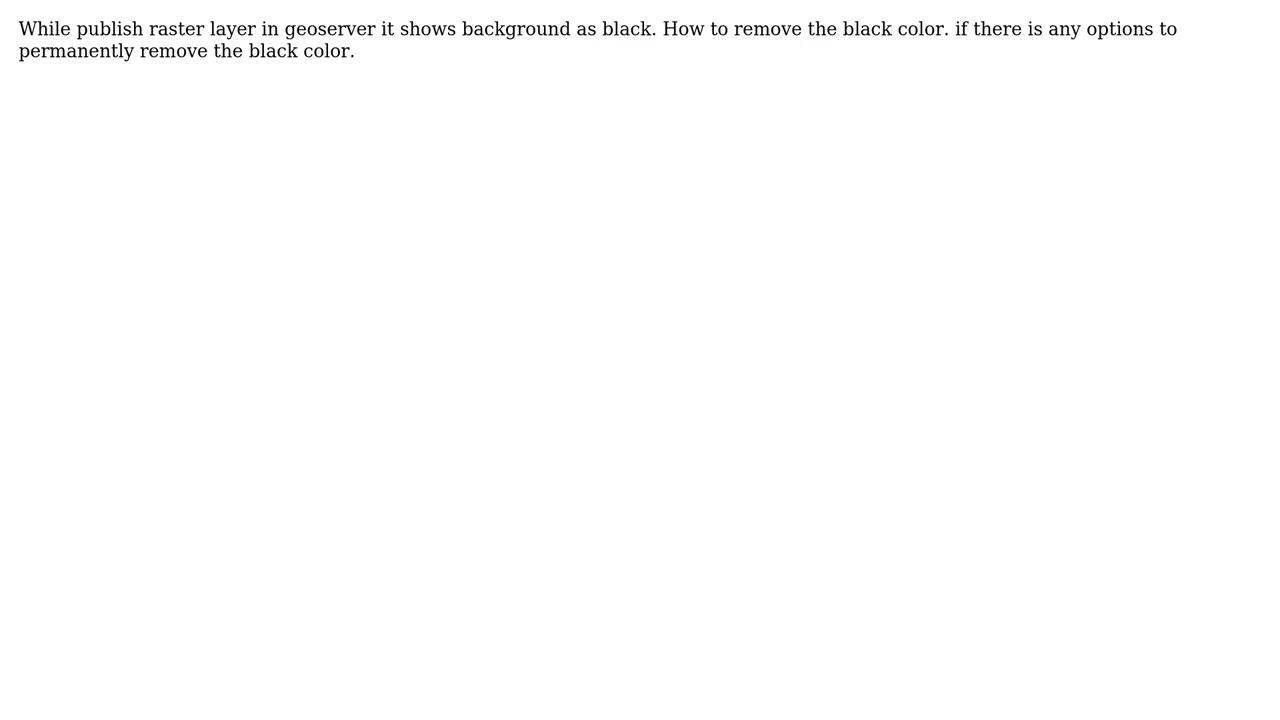 While publish raster layer in geoserver it shows background as black. How to remove the black color. if there is any options to
permanently remove the black color.